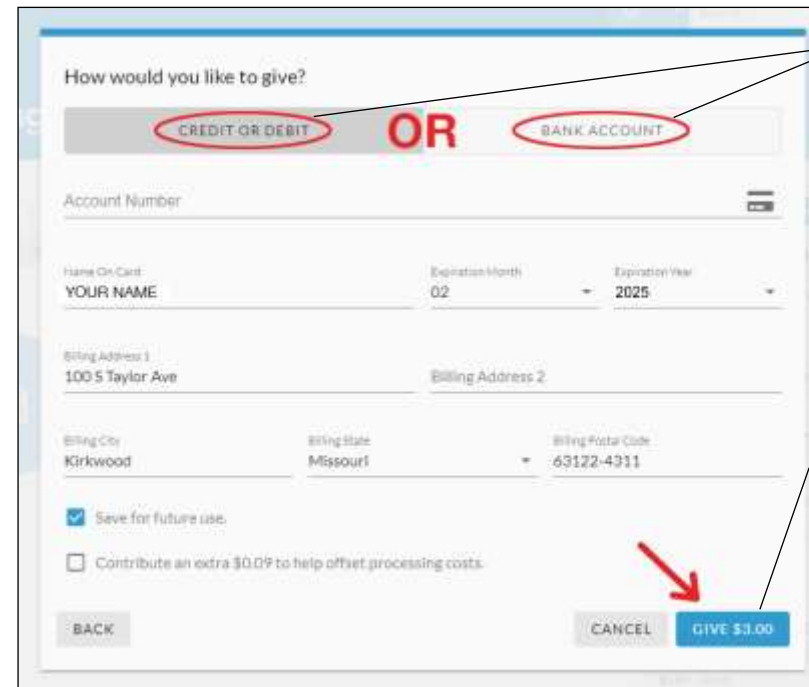 How would you like to give?
CREDIT OR DEBIT OR BANK ACCOUNT
Account Number
Name On Card Expiration Month Expiration Year
YOUR NAME 02 2025
Billing Address 1
100 S Taylor Ave Billing Address 2
Billing City Billing State Billing Postal Code
Kirkwood Missouri 63122-4311
Save for future use.
Contribute an extra $0.09 to help offset processing costs.
BACK CANCEL GIVE $3.00